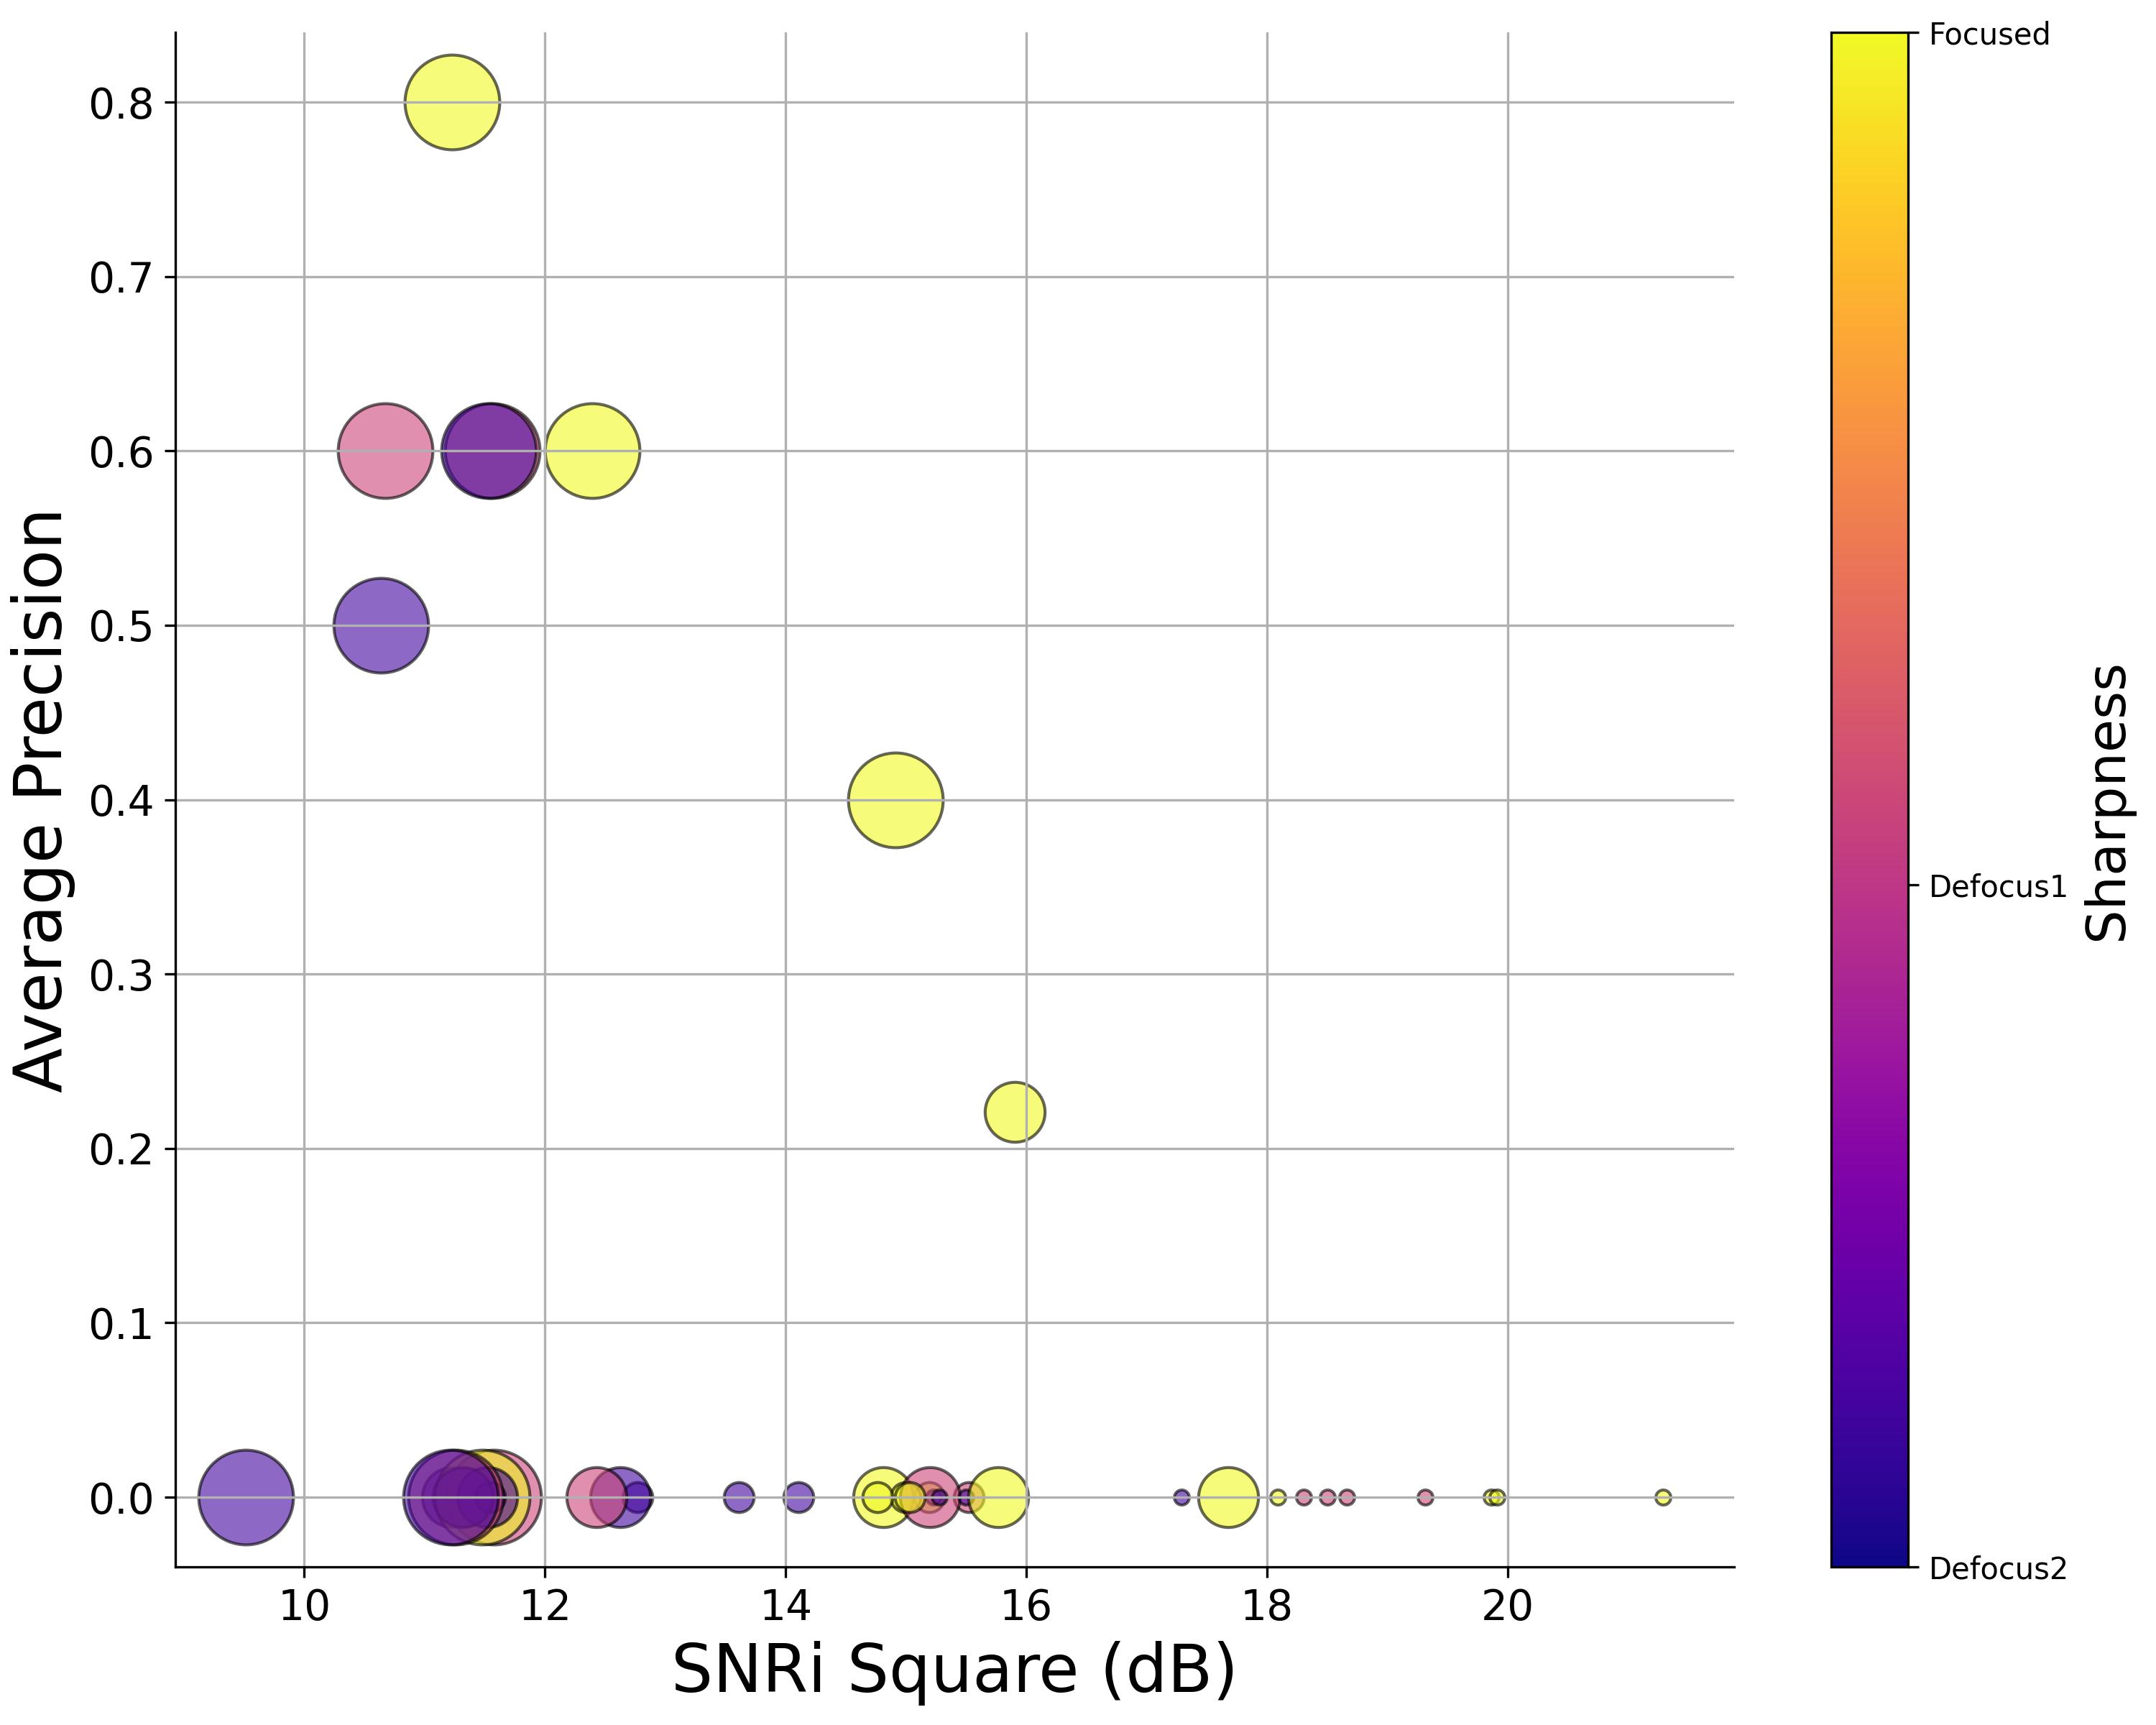 Average Precision
0.8
0.7
0.6
0.5
0.4
0.3
0.2
0.1
0.0
10 12 14 16 18 20
SNRi Square (dB)
Focused
Defocus1
Defocus2
Sharpness